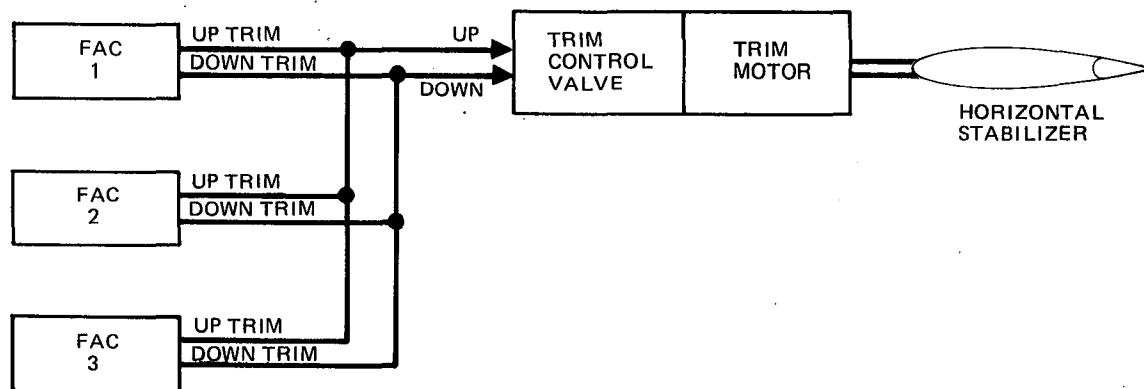 FAC
1
UP TRIM
DOWN TRIM
UP
DOWN
TRIM
CONTROL
VALVE
TRIM
MOTOR
HORIZONTAL
STABILIZER
FAC
2
UP TRIM
DOWN TRIM
FAC
3
UP TRIM
DOWN TRIM